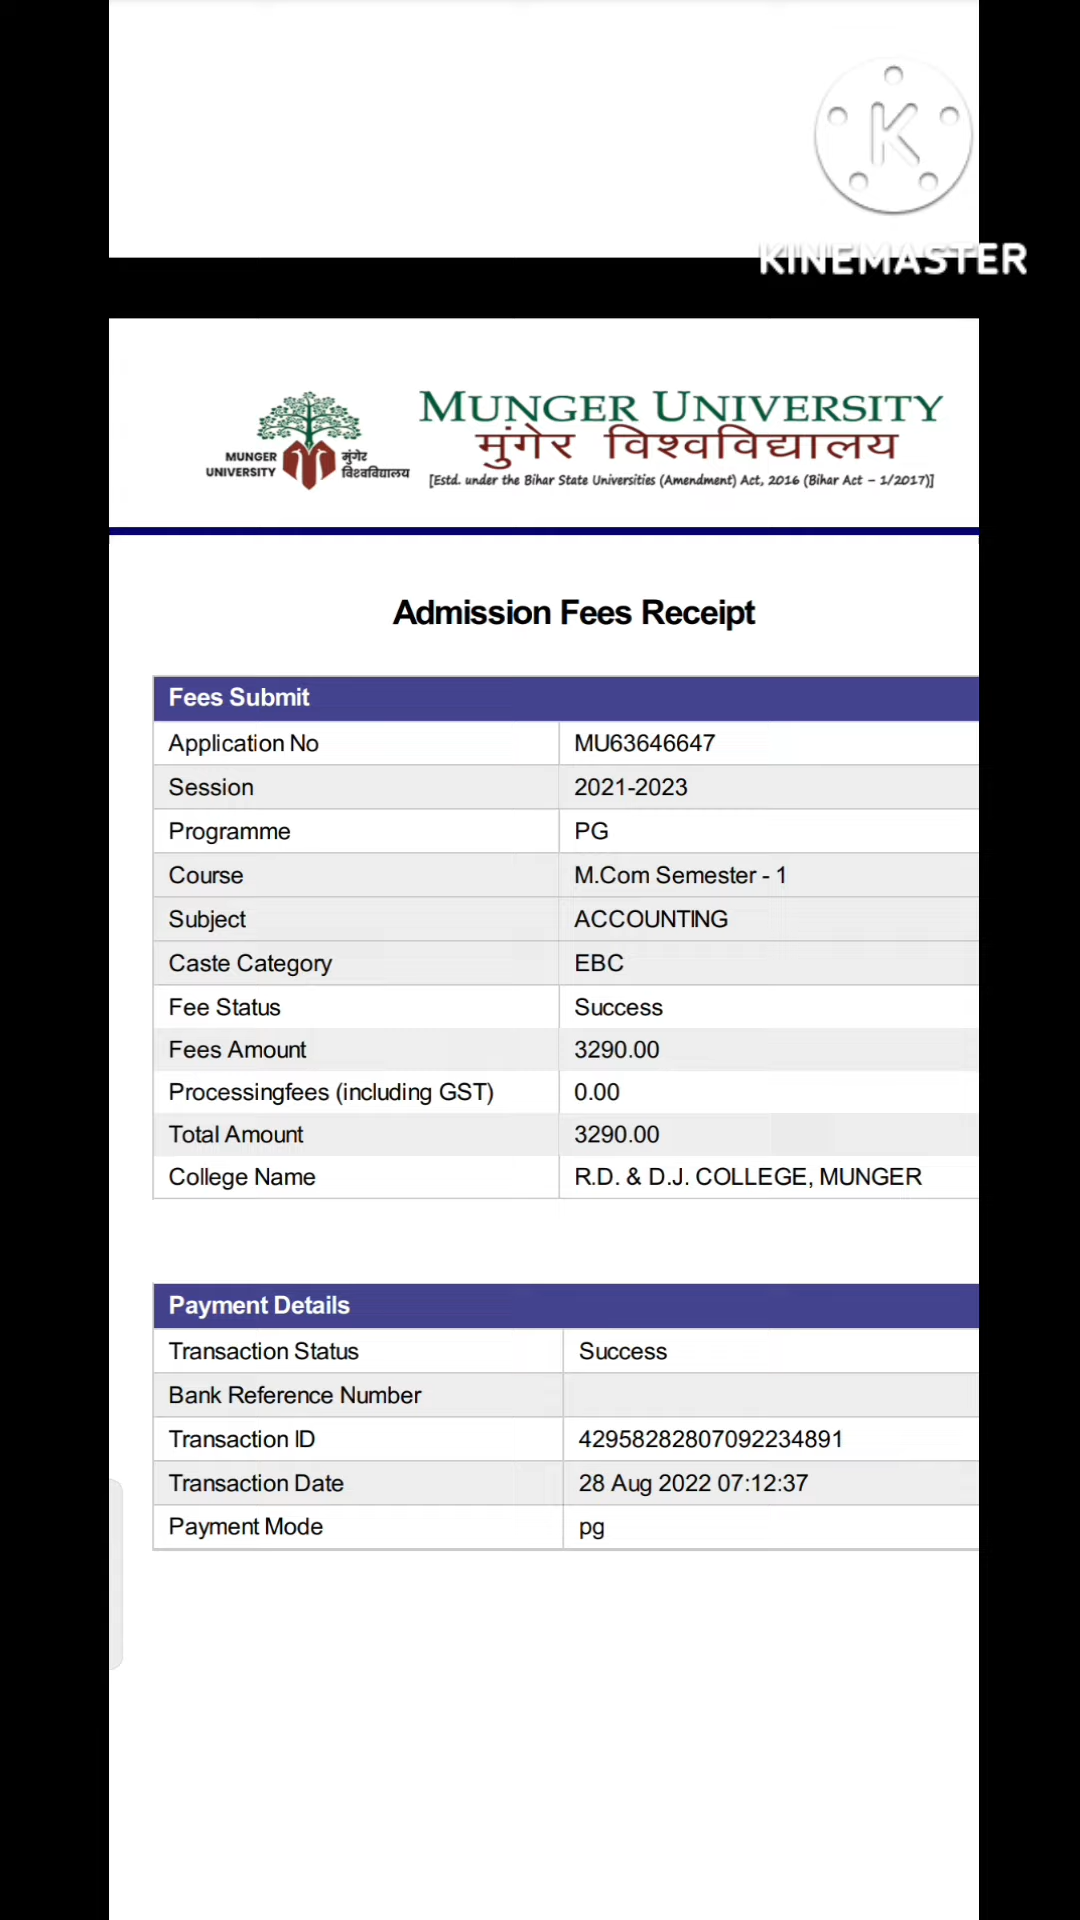 K
KINEMASTER
MUNGER UNIVERSITY
मुंगेर विश्वविद्यालय
MUNGER UNIVERSITY
मुंगेर विश्वविद्यालय
[Estd. under the Bihar State Universities (Amendment) Act, 2016 (Bihar Act – 1/2017)]
Admission Fees Receipt
Fees Submit
Application No MU63646647
Session 2021-2023
Programme PG
Course M.Com Semester - 1
Subject ACCOUNTING
Caste Category EBC
Fee Status Success
Fees Amount 3290.00
Processingfees (including GST) 0.00
Total Amount 3290.00
College Name R.D. & D.J. COLLEGE, MUNGER
Payment Details
Transaction Status Success
Bank Reference Number
Transaction ID 42958282807092234891
Transaction Date 28 Aug 2022 07:12:37
Payment Mode pg